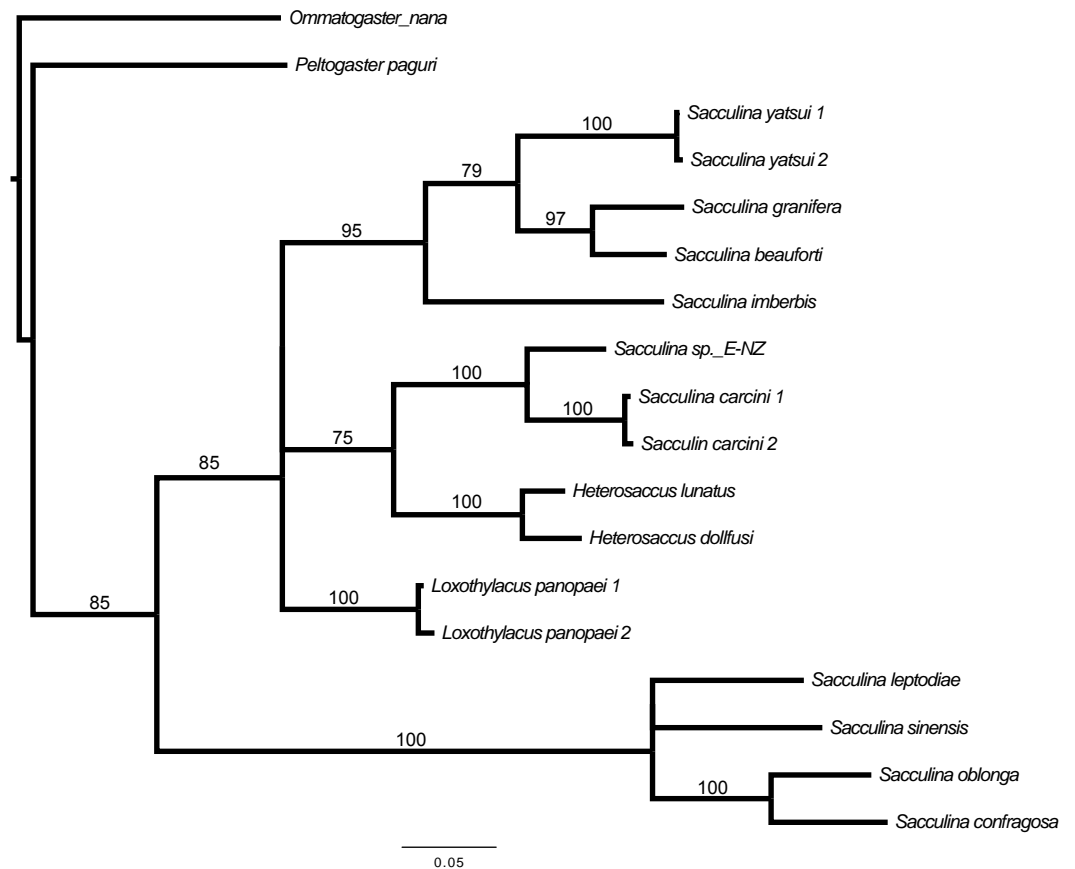 Ommatogaster_nana
Peltogaster paguri
Sacculina yatsui 1
100
Sacculina yatsui 2
79
Sacculina granifera
97
95
Sacculina beauforti
Sacculina imberbis
Sacculina sp._E-NZ
100
Sacculina carcini 1
100
Sacculin carcini 2
75
85
Heterosaccus lunatus
100
Heterosaccus dollfusi
Loxothylacus panopaei 1
100
85
Loxothylacus panopaei 2
Sacculina leptodiae
Sacculina sinensis
100
Sacculina oblonga
100
Sacculina confragosa
0.05